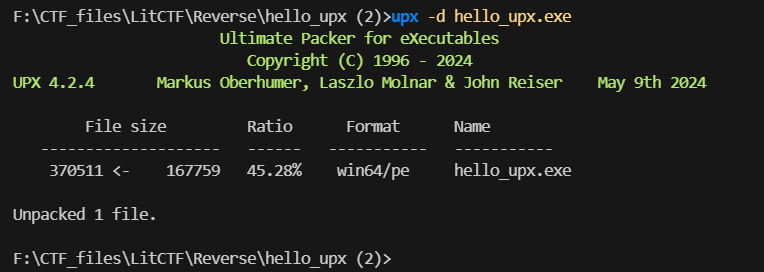 F:\CTF_files\LitCTF\Reverse\hello_upx (2)>upx -d hello_upx.exe
Ultimate Packer for eXecutables
Copyright (C) 1996 - 2024
UPX 4.2.4       Markus Oberhumer, Laszlo Molnar & John Reiser    May 9th 2024
File size         Ratio      Format      Name
--------------------   ------   -----------   -----------
370511 <-    167759   45.28%    win64/pe     hello_upx.exe
Unpacked 1 file.
F:\CTF_files\LitCTF\Reverse\hello_upx (2)>